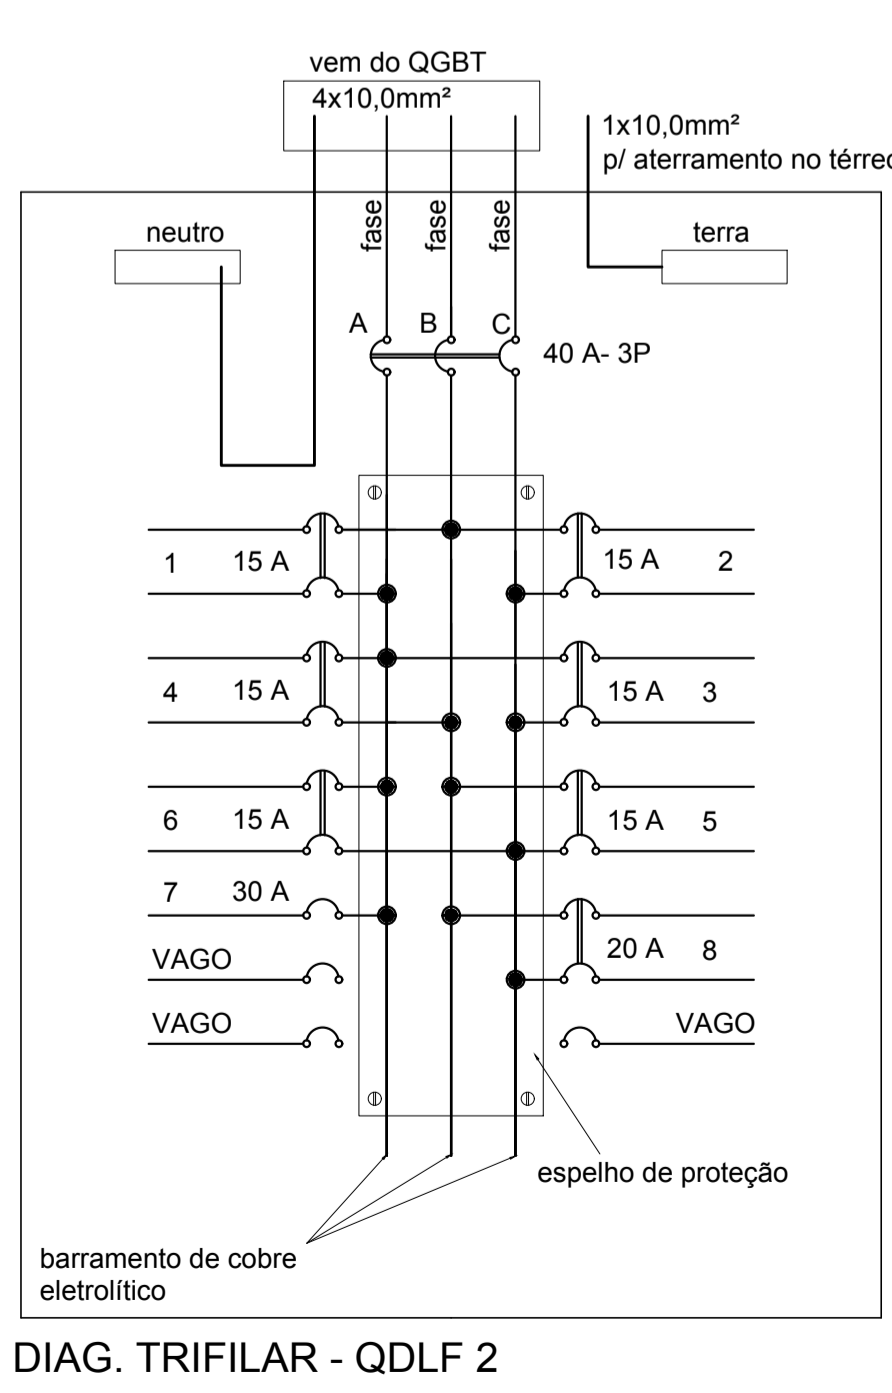 vem do QGBT
4x10,0mm²
1x10,0mm²
p/ aterramento no térreo
neutro
fase
fase
fase
terra
A
B
C
40 A- 3P
1 15 A
15 A 2
4 15 A
15 A 3
6 15 A
15 A 5
7 30 A
20 A 8
VAGO
VAGO
VAGO
espelho de proteção
barramento de cobre
eletrolítico
DIAG. TRIFILAR - QDLF 2